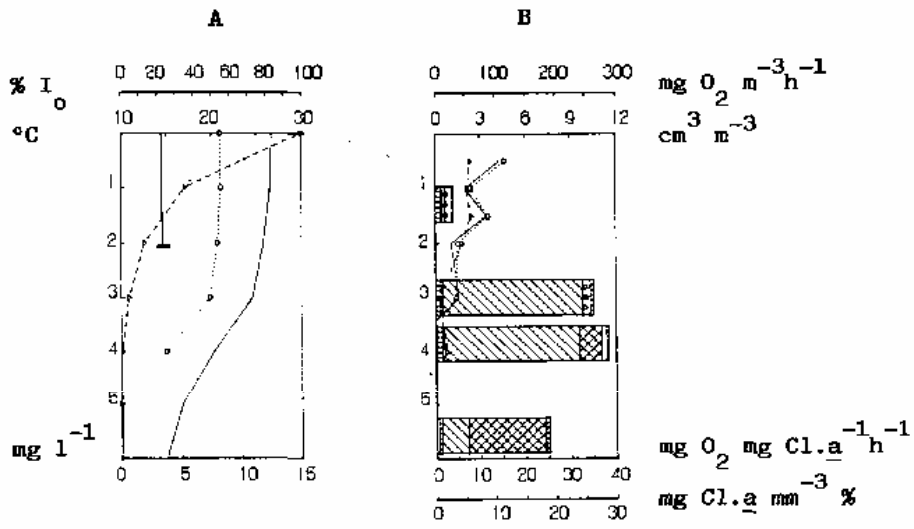 A B
0 20 40 60 80 100 0 100 200 300
% I₀ mg O₂ m⁻³h⁻¹
10 20 30 0 3 6 9 12
°C cm³ m⁻³
1 1
2 2
3 3
4 4
5 5
mg l⁻¹ mg O₂ mg Cl.a⁻¹h⁻¹
0 5 10 15 0 10 20 30 40
mg Cl.a mm⁻³ %
0 10 20 30